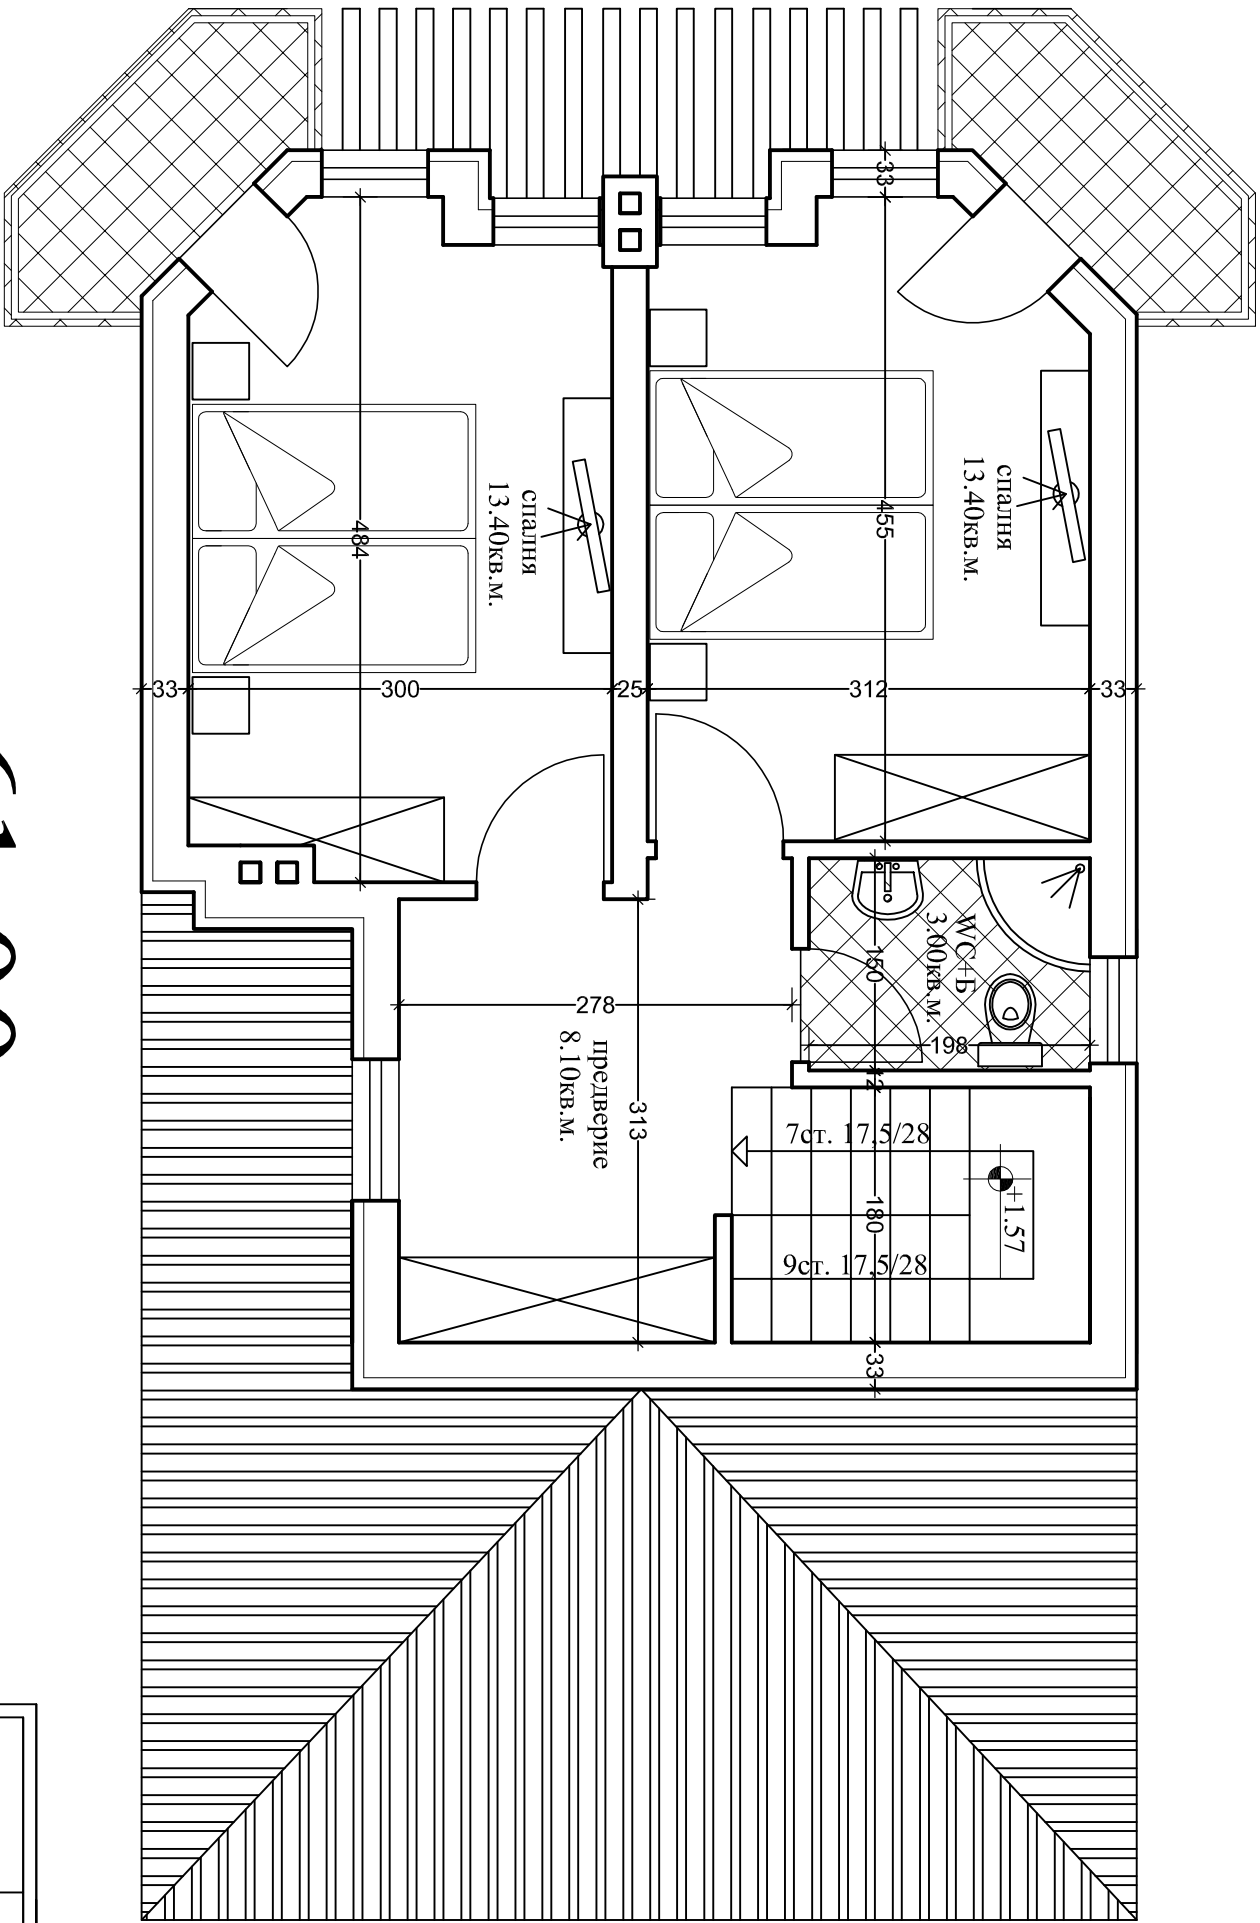 33
спалня
13.40кв.м.
455
спалня
13.40кв.м.
484
33
300
25
312
33
WC+Б
3.00кв.м.
150
198
12
278
предверие
8.10кв.м.
313
7ст. 17,5/28
+1.57
180
9ст. 17,5/28
33